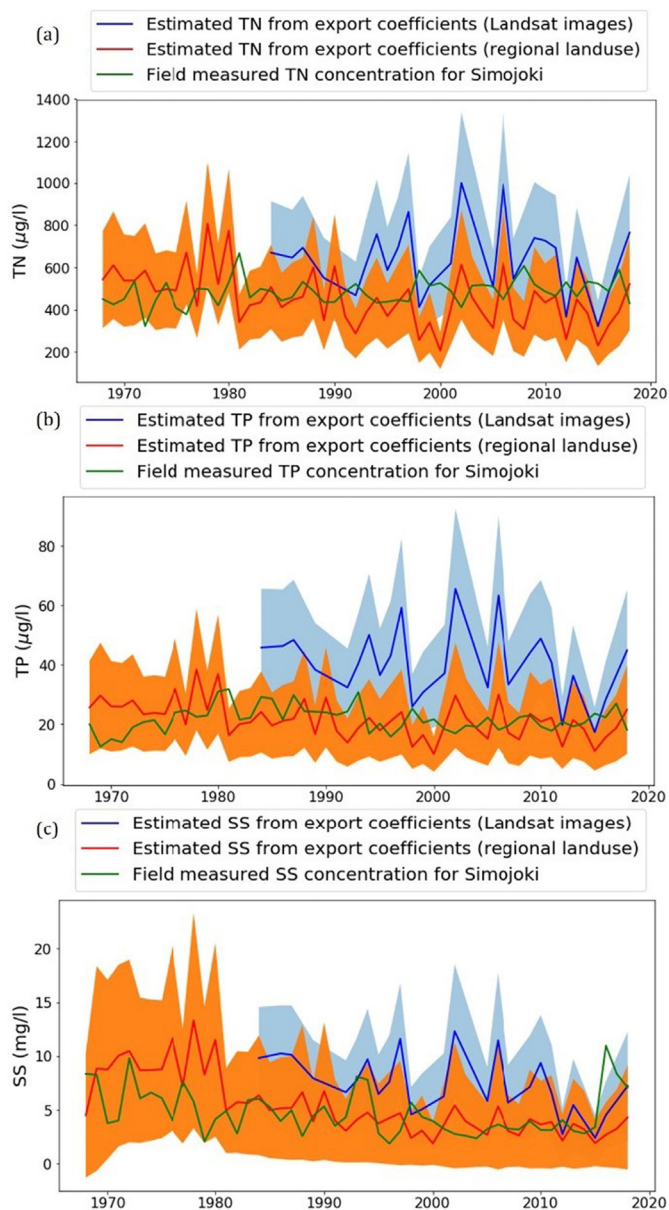 (a)
Estimated TN from export coefficients (Landsat images)
Estimated TN from export coefficients (regional landuse)
Field measured TN concentration for Simojoki
1400
1200
1000
800
600
400
200
TN (µg/l)
1970 1980 1990 2000 2010 2020
(b)
Estimated TP from export coefficients (Landsat images)
Estimated TP from export coefficients (regional landuse)
Field measured TP concentration for Simojoki
80
60
40
20
0
TP (µg/l)
1970 1980 1990 2000 2010 2020
(c)
Estimated SS from export coefficients (Landsat images)
Estimated SS from export coefficients (regional landuse)
Field measured SS concentration for Simojoki
20
15
10
5
0
SS (mg/l)
1970 1980 1990 2000 2010 2020